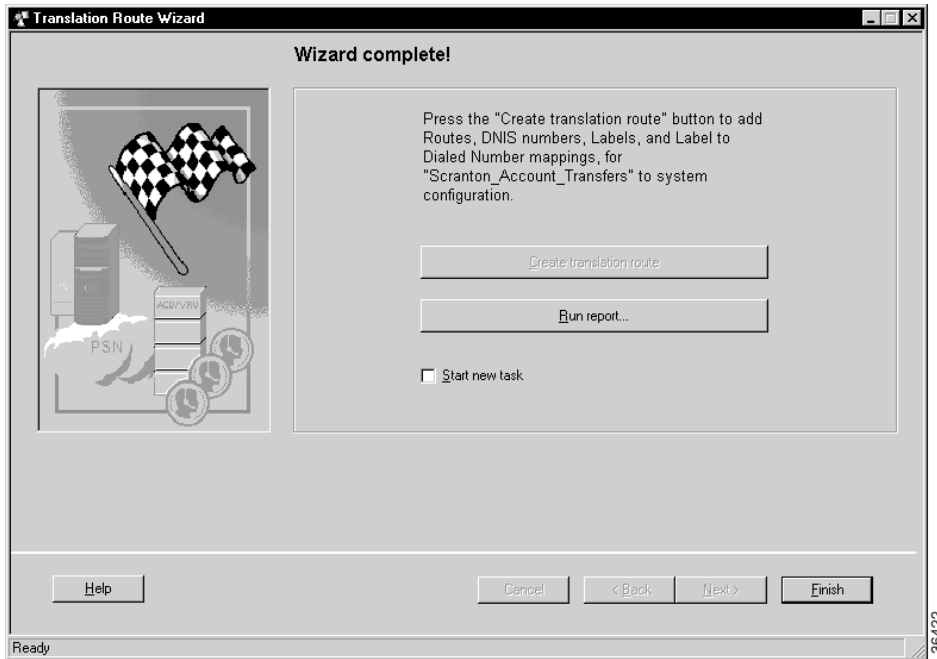 Translation Route Wizard
Wizard complete!
Press the "Create translation route" button to add
Routes, DNIS numbers, Labels, and Label to
Dialed Number mappings, for
"Scranton_Account_Transfers" to system
configuration.
Create translation route
Run report...
Start new task
ACD/VRU
PSN
Help
Cancel
< Back
Next >
Finish
Ready